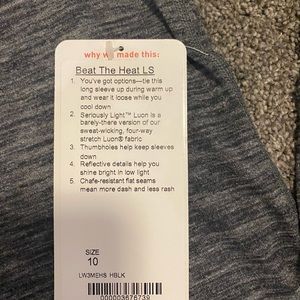 why we made this:
Beat The Heat LS
1. You've got options—tie this
long sleeve up during warm up
and wear it loose while you
cool down
2. Seriously Light™ Luon is a
barely-there version of our
sweat-wicking, four-way
stretch Luon® fabric
3. Thumbholes help keep sleeves
down
4. Reflective details help you
shine bright in low light
5. Chafe-resistant flat seams
mean more dash and less rash
SIZE
10
LW3MEHS HBLK
000003676739